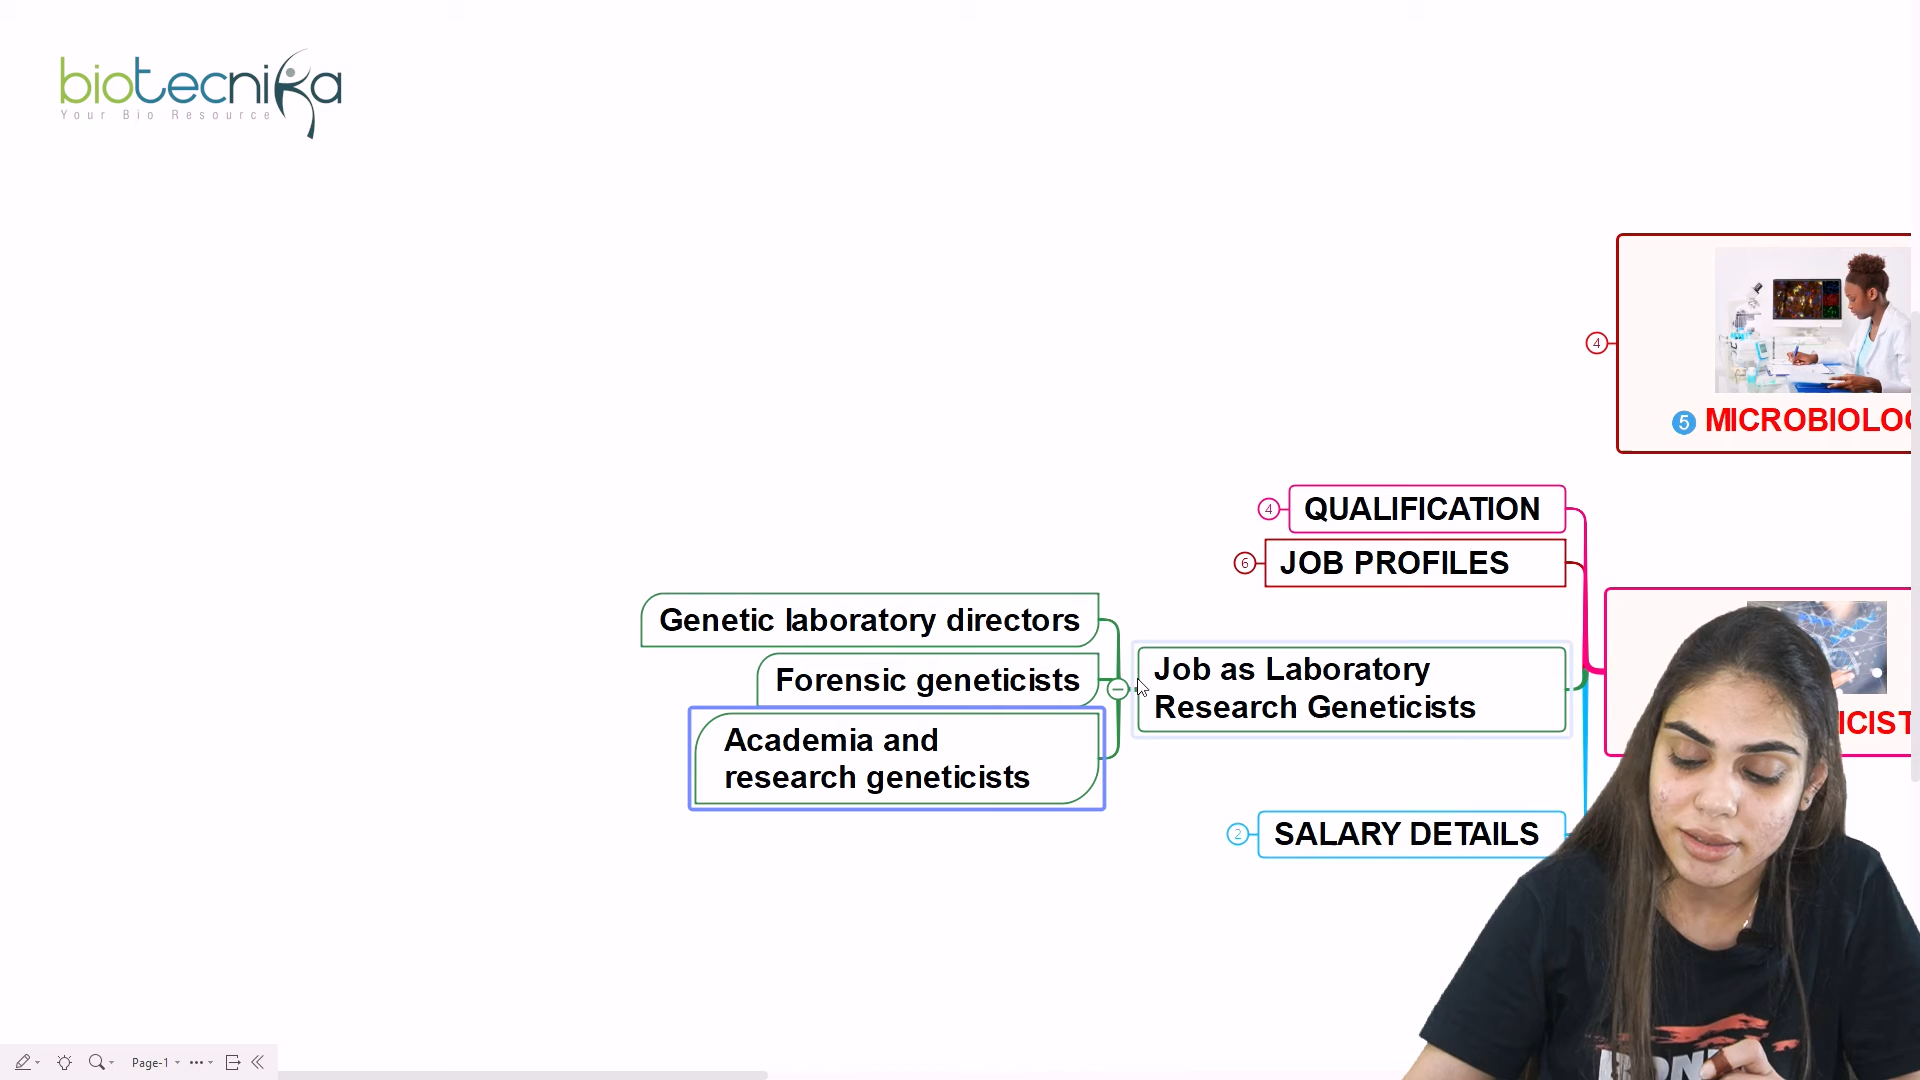 biotecnika
Your Bio Resource
4
5 MICROBIOLOG
4 QUALIFICATION
6 JOB PROFILES
Genetic laboratory directors
Forensic geneticists
Academia and
research geneticists
Job as Laboratory
Research Geneticists
ICIST
2 SALARY DETAILS
Page-1